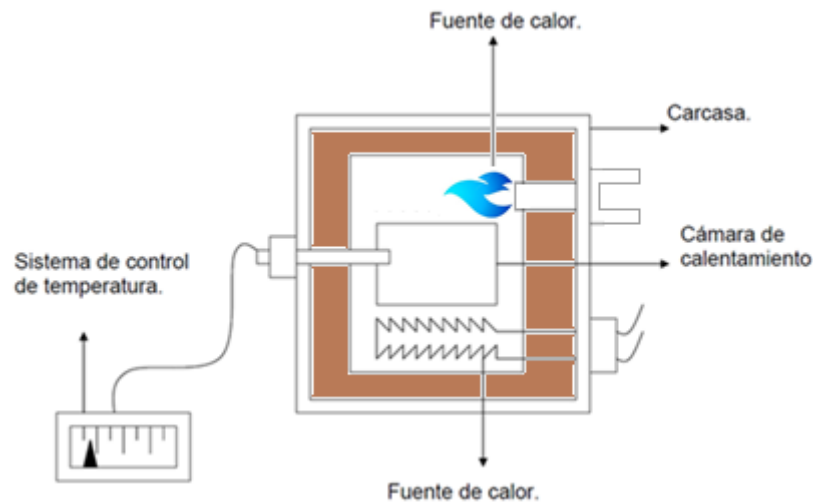 Fuente de calor.
Carcasa.
Cámara de
calentamiento
Sistema de control
de temperatura.
Fuente de calor.